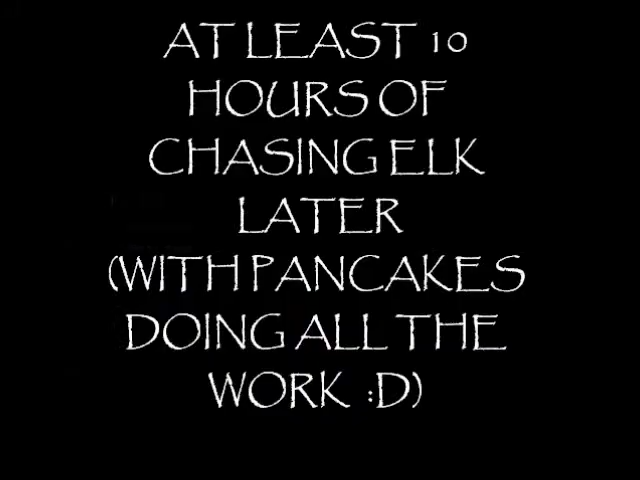 AT LEAST 10
HOURS OF
CHASING ELK
LATER
(WITH PANCAKES
DOING ALL THE
WORK :D)